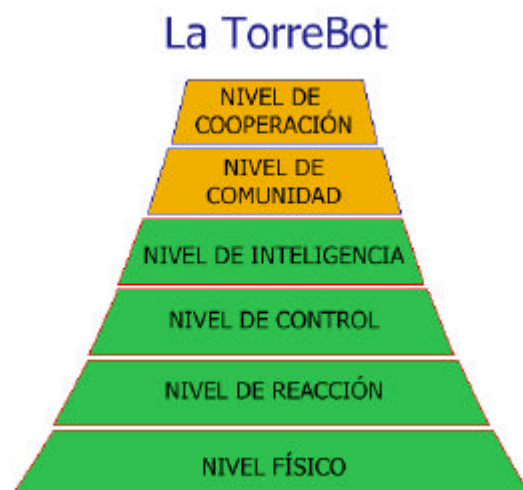 La TorreBot
NIVEL DE
COOPERACIÓN
NIVEL DE
COMUNIDAD
NIVEL DE INTELIGENCIA
NIVEL DE CONTROL
NIVEL DE REACCIÓN
NIVEL FÍSICO